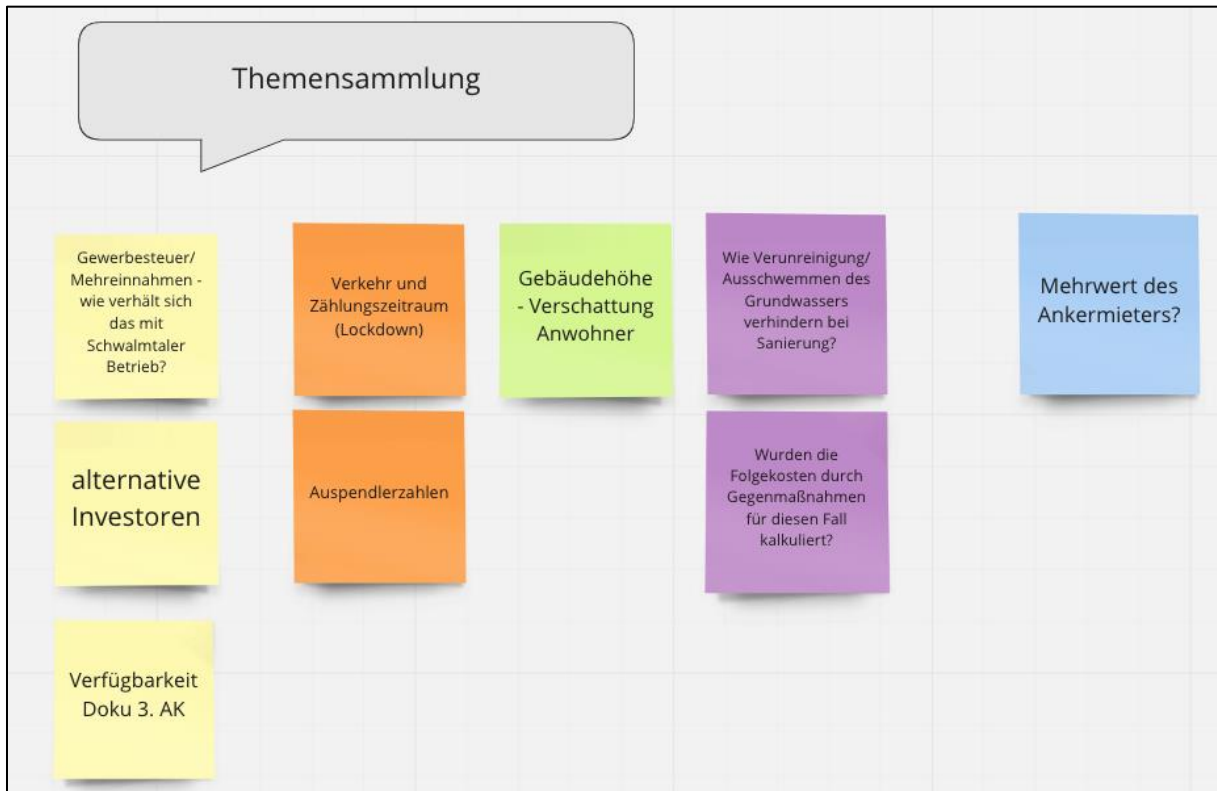 Themensammlung
Gewerbesteuer/
Mehreinnahmen -
wie verhält sich
das mit
Schwalmtaler
Betrieb?
Verkehr und
Zählungszeitraum
(Lockdown)
Gebäudehöhe
- Verschattung
Anwohner
Wie Verunreinigung/
Ausschwemmen des
Grundwassers
verhindern bei
Sanierung?
Mehrwert des
Ankermieters?
alternative
Investoren
Auspendlerzahlen
Wurden die
Folgekosten durch
Gegenmaßnahmen
für diesen Fall
kalkuliert?
Verfügbarkeit
Doku 3. AK